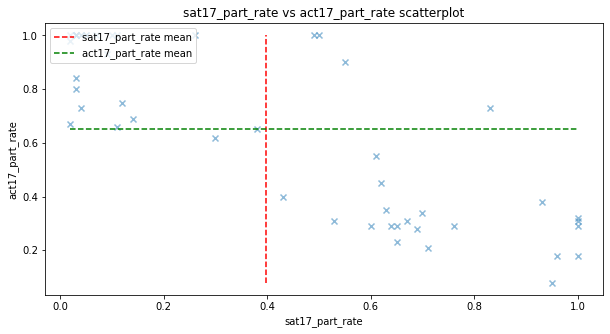 sat17_part_rate vs act17_part_rate scatterplot
sat17_part_rate mean
act17_part_rate mean
act17_part_rate
1.0
0.8
0.6
0.4
0.2
0.0
0.2
0.4
0.6
0.8
1.0
sat17_part_rate